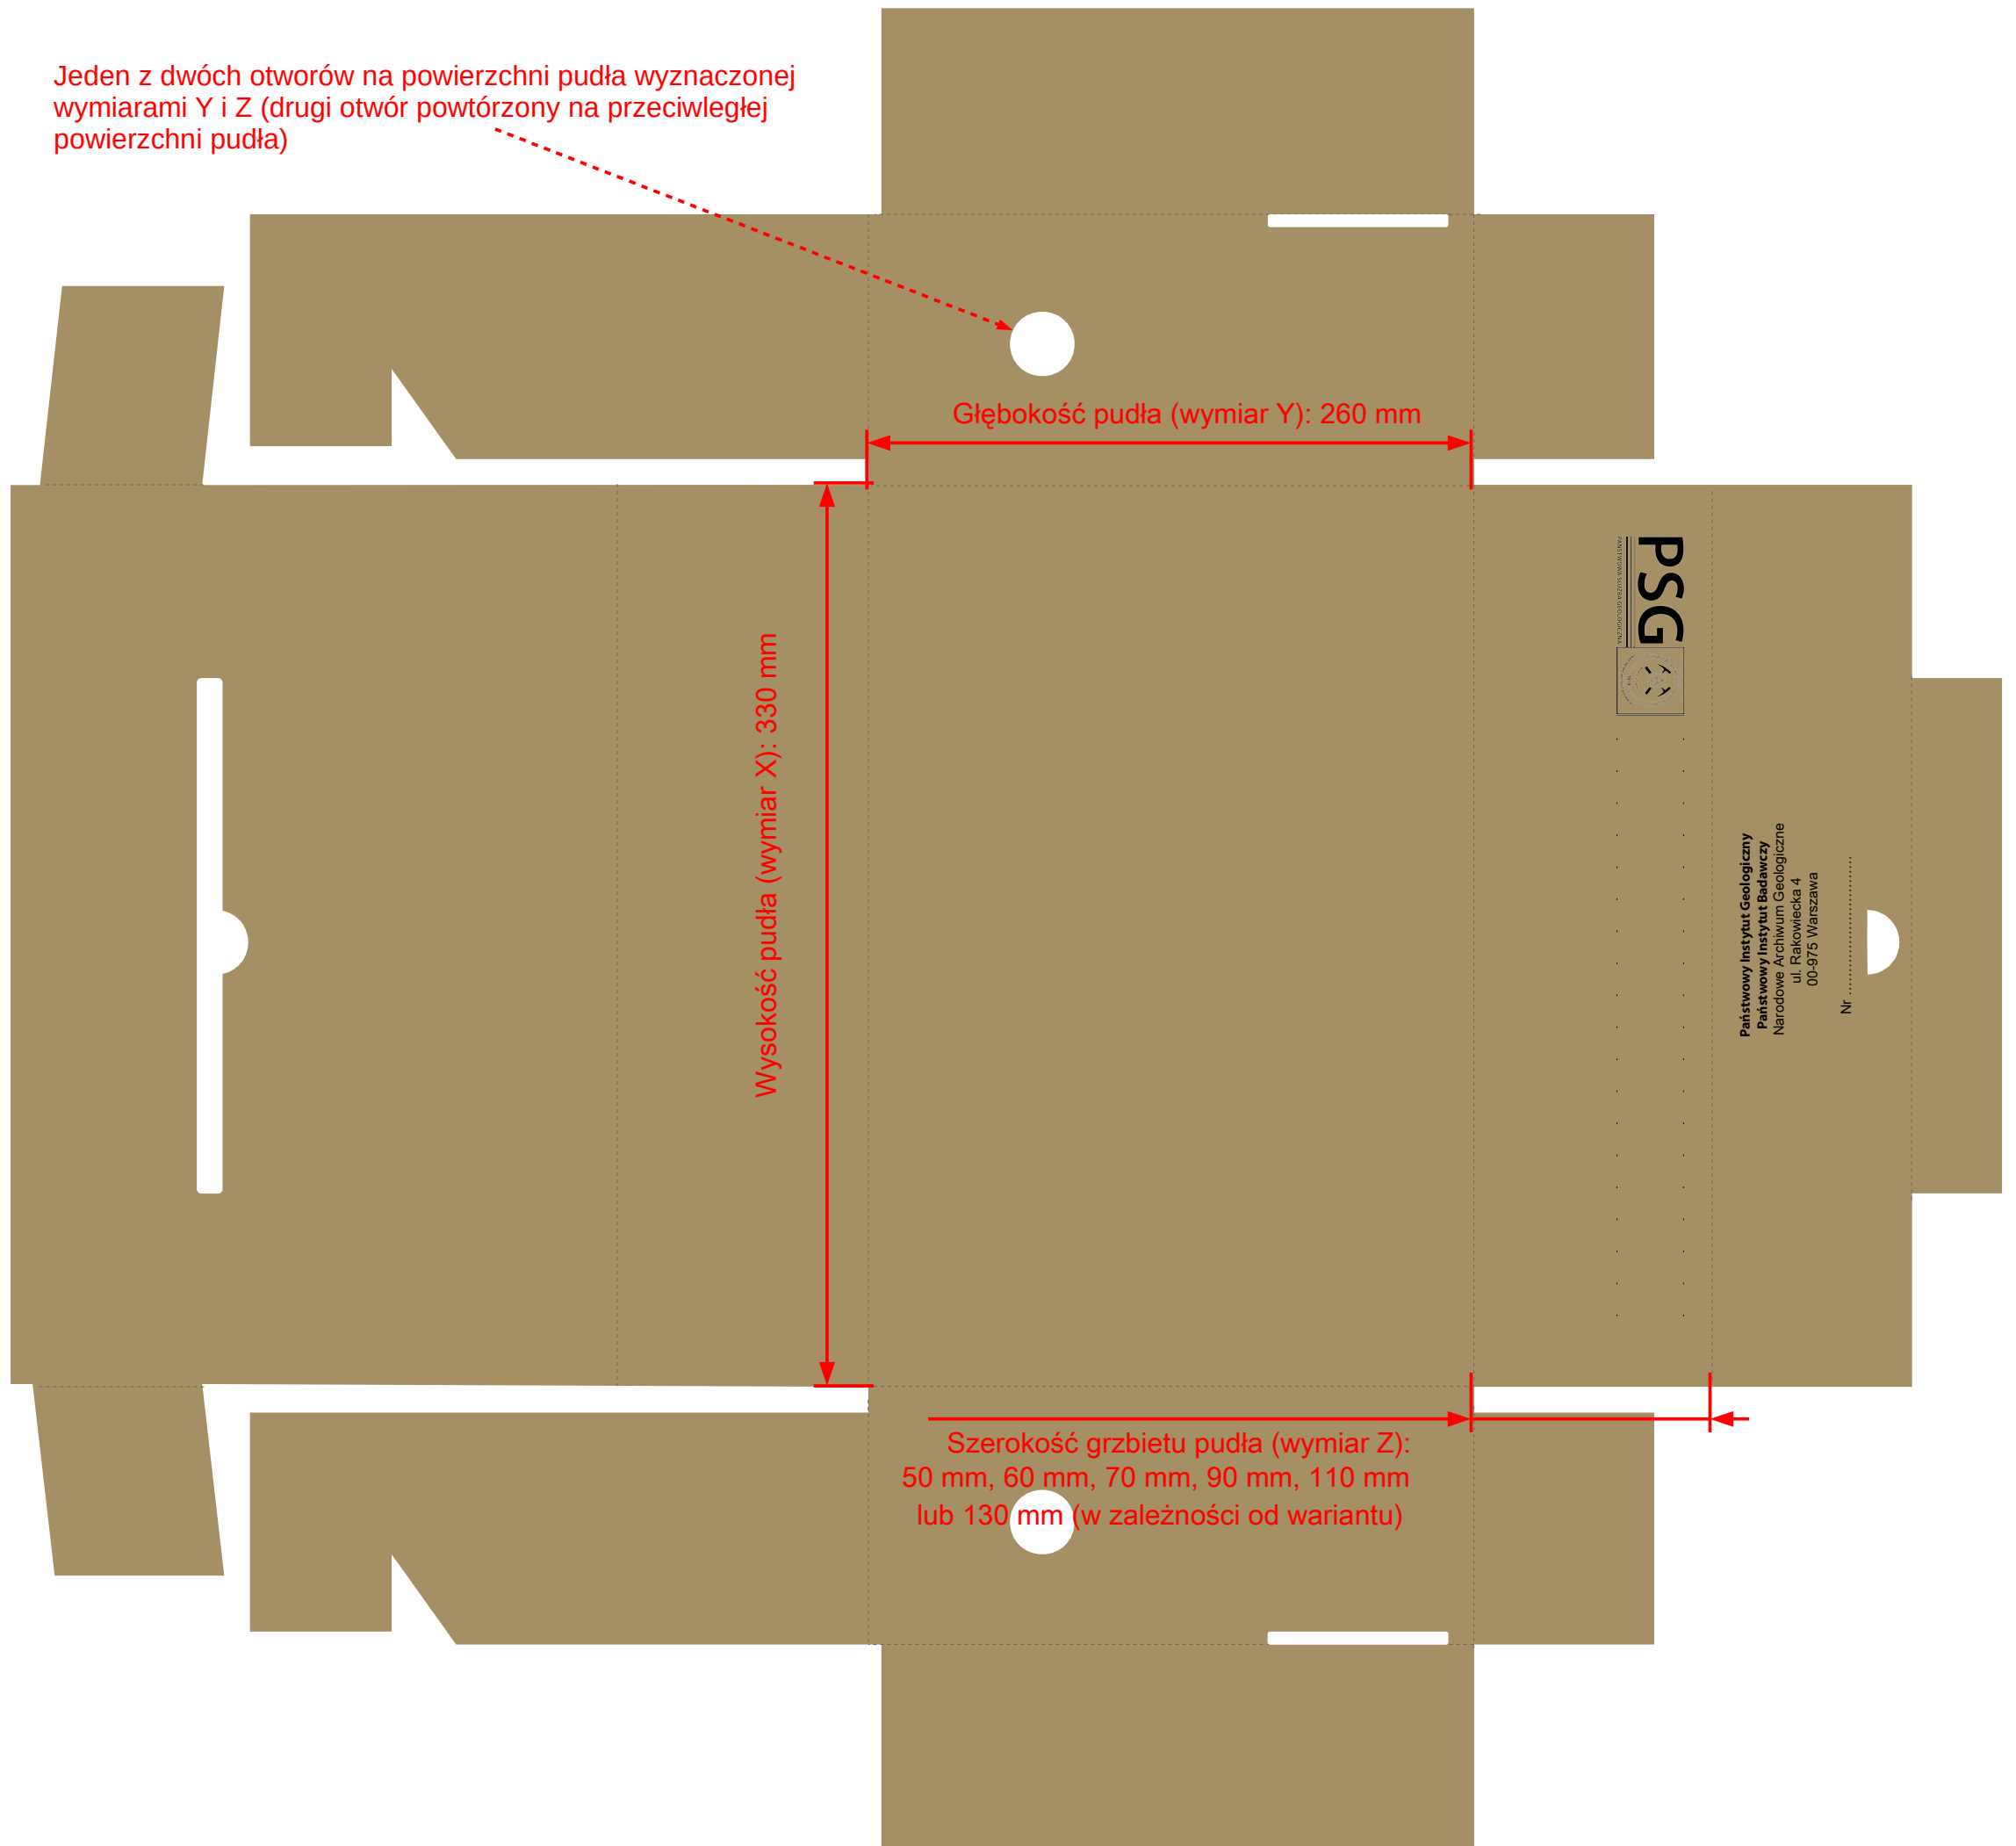 Jeden z dwóch otworów na powierzchni pudła wyznaczonej
wymiarami Y i Z (drugi otwór powtórzony na przeciwległej
powierzchni pudła)
Głębokość pudła (wymiar Y): 260 mm
Wysokość pudła (wymiar X): 330 mm
PSG
PAŃSTWOWA SŁUŻBA GEOLOGICZNA
Państwowy Instytut Geologiczny
Państwowy Instytut Badawczy
Narodowe Archiwum Geologiczne
ul. Rakowiecka 4
00-975 Warszawa
Nr ........................................
Szerokość grzbietu pudła (wymiar Z):
50 mm, 60 mm, 70 mm, 90 mm, 110 mm
lub 130 mm (w zależności od wariantu)